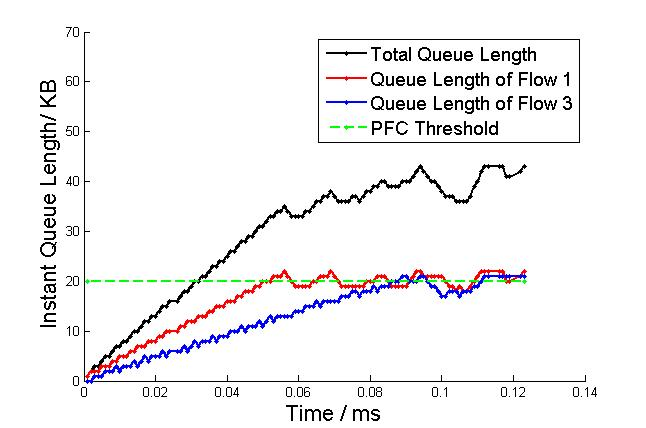 Total Queue Length
Queue Length of Flow 1
Queue Length of Flow 3
PFC Threshold
Instant Queue Length/ KB
70
60
50
40
30
20
10
0
0
0.02
0.04
0.06
0.08
0.1
0.12
0.14
Time / ms